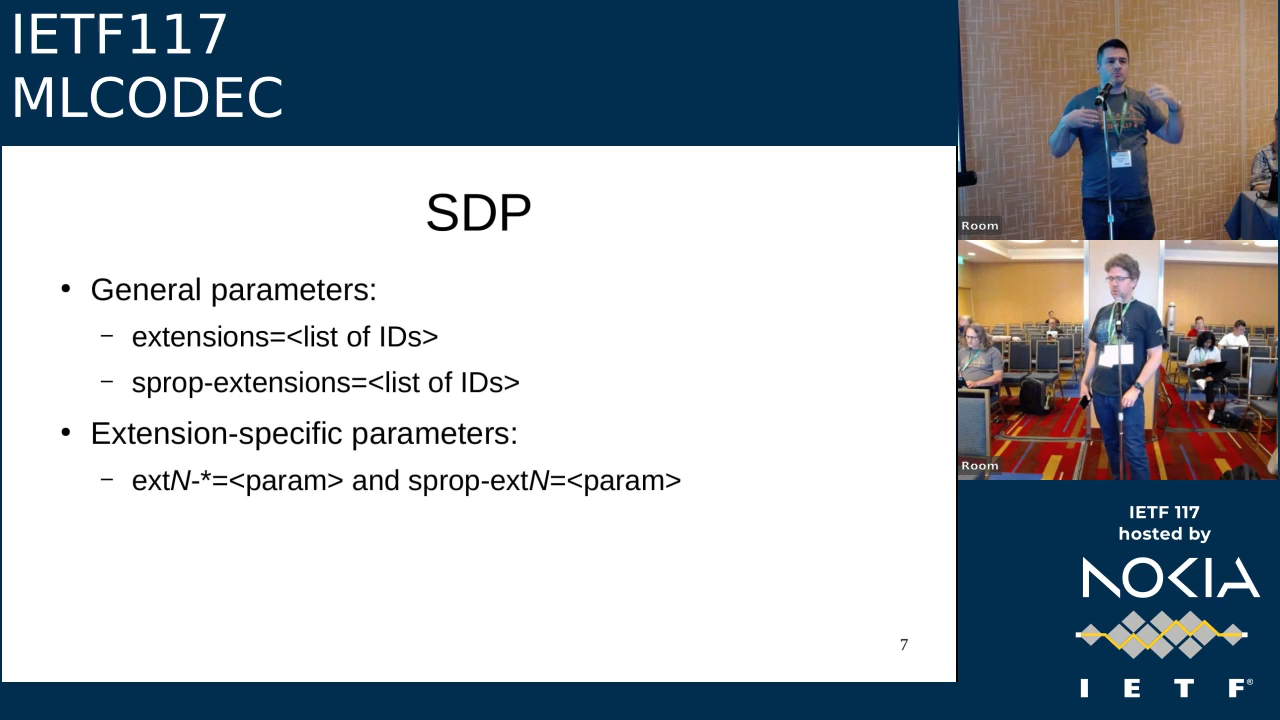 IETF117
MLCODEC
SDP
• General parameters:
– extensions=<list of IDs>
– sprop-extensions=<list of IDs>
• Extension-specific parameters:
– extN-*=<param> and sprop-extN=<param>
7
Room
Room
IETF 117
hosted by
NOKIA
I E T F®